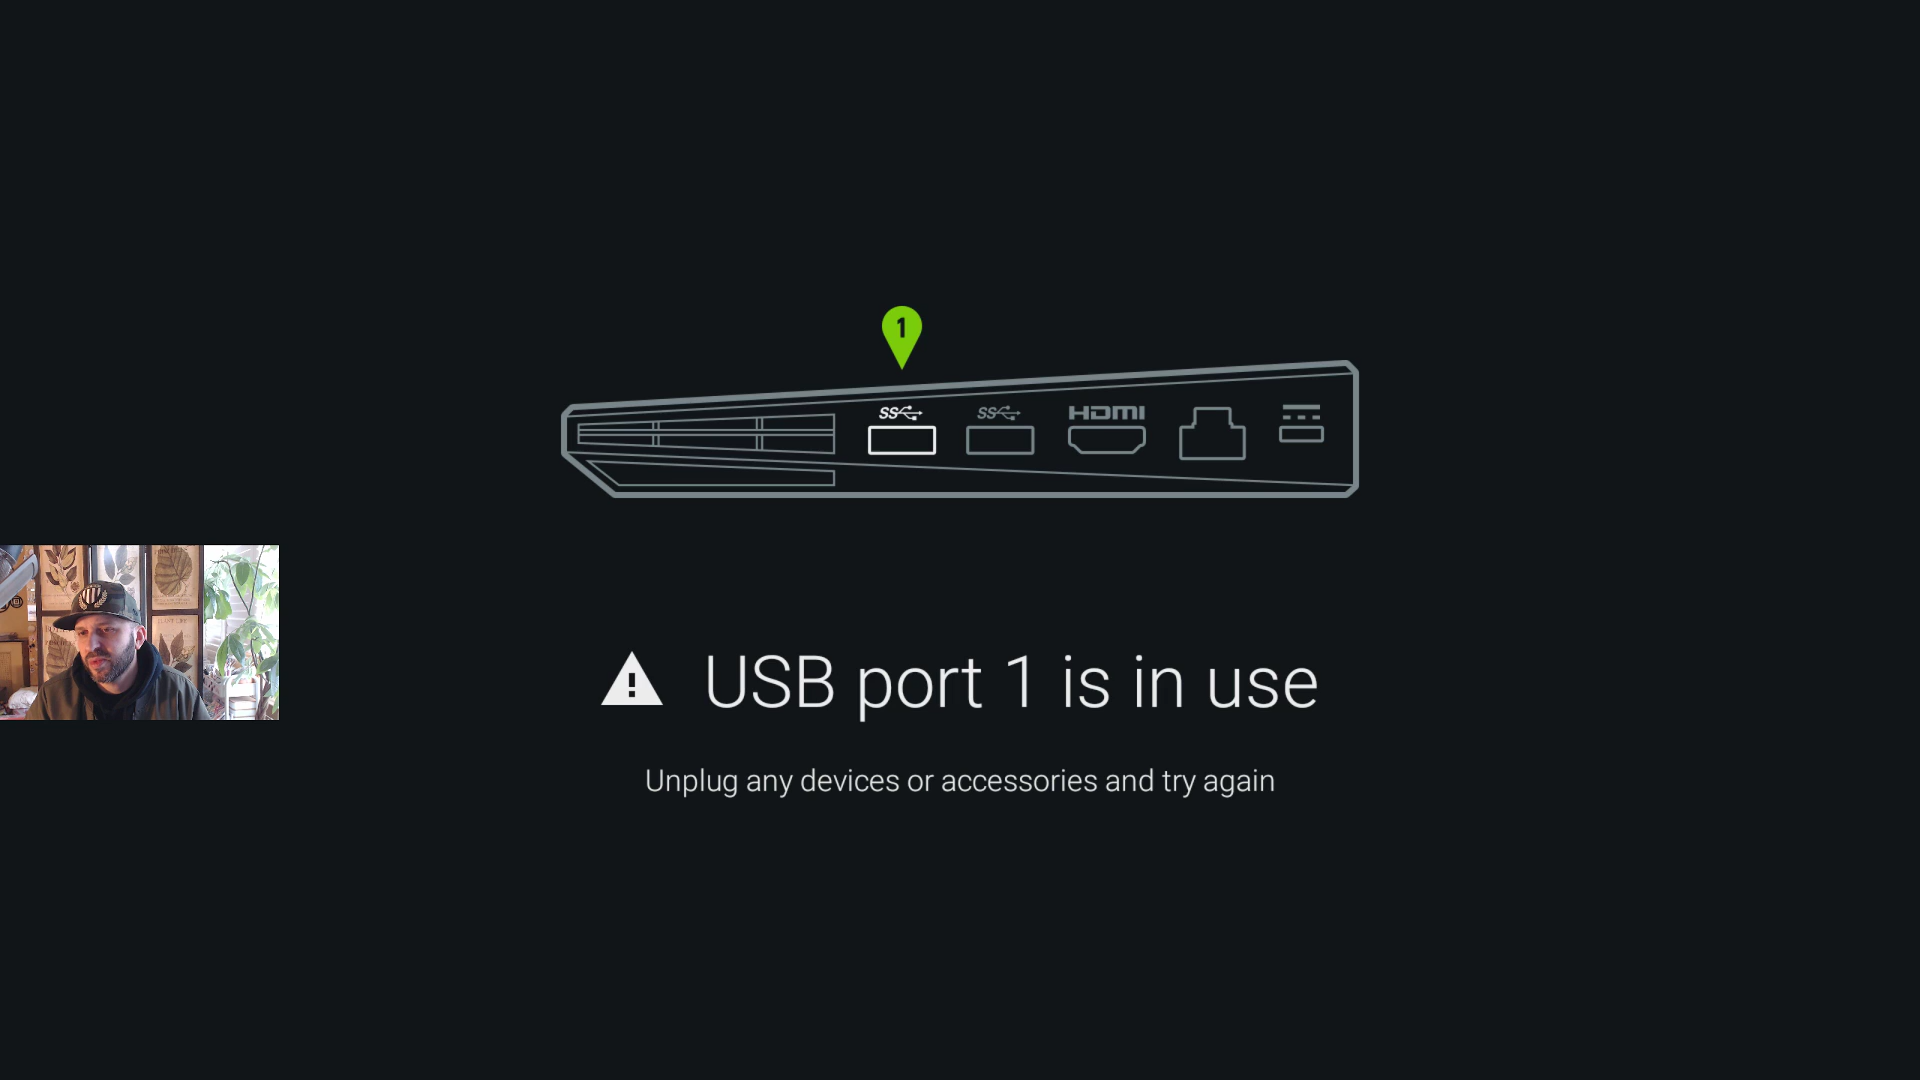 1
SS
SS
HDMI
USB port 1 is in use
Unplug any devices or accessories and try again